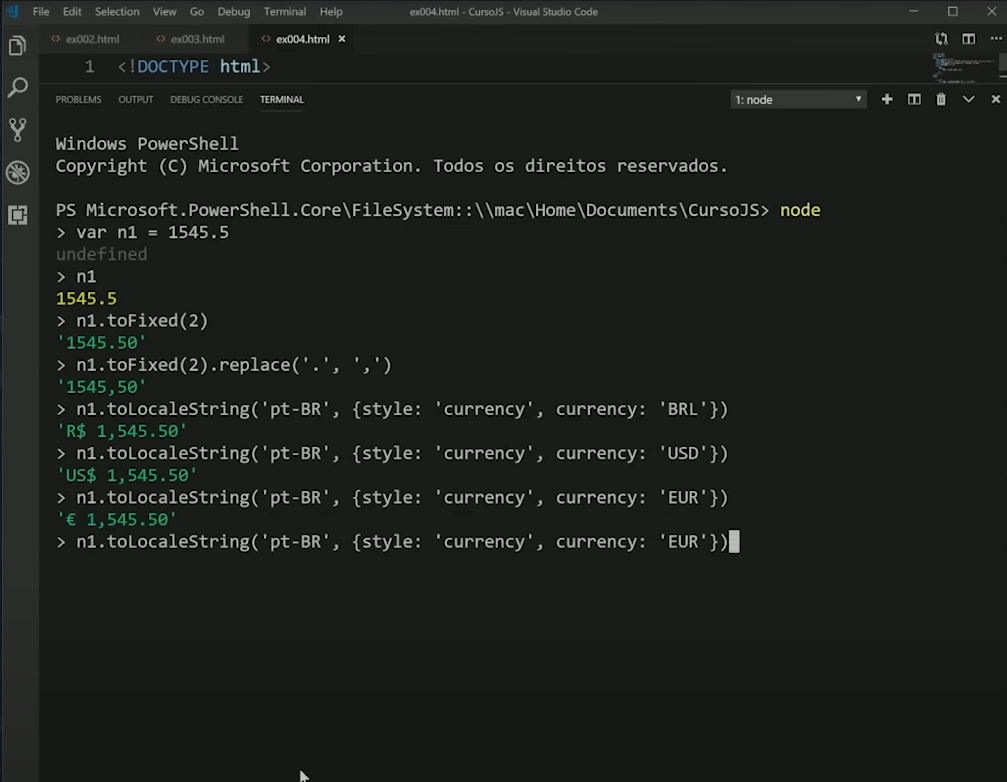 File Edit Selection View Go Debug Terminal Help ex004.html - CursoJS - Visual Studio Code
<> ex002.html <> ex003.html <> ex004.html ×
1 <!DOCTYPE html>
PROBLEMS OUTPUT DEBUG CONSOLE TERMINAL 1: node
Windows PowerShell
Copyright (C) Microsoft Corporation. Todos os direitos reservados.
PS Microsoft.PowerShell.Core\FileSystem::\\mac\Home\Documents\CursoJS> node
> var n1 = 1545.5
undefined
> n1
1545.5
> n1.toFixed(2)
'1545.50'
> n1.toFixed(2).replace('.', ',')
'1545,50'
> n1.toLocaleString('pt-BR', {style: 'currency', currency: 'BRL'})
'R$ 1,545.50'
> n1.toLocaleString('pt-BR', {style: 'currency', currency: 'USD'})
'US$ 1,545.50'
> n1.toLocaleString('pt-BR', {style: 'currency', currency: 'EUR'})
'€ 1,545.50'
> n1.toLocaleString('pt-BR', {style: 'currency', currency: 'EUR'})